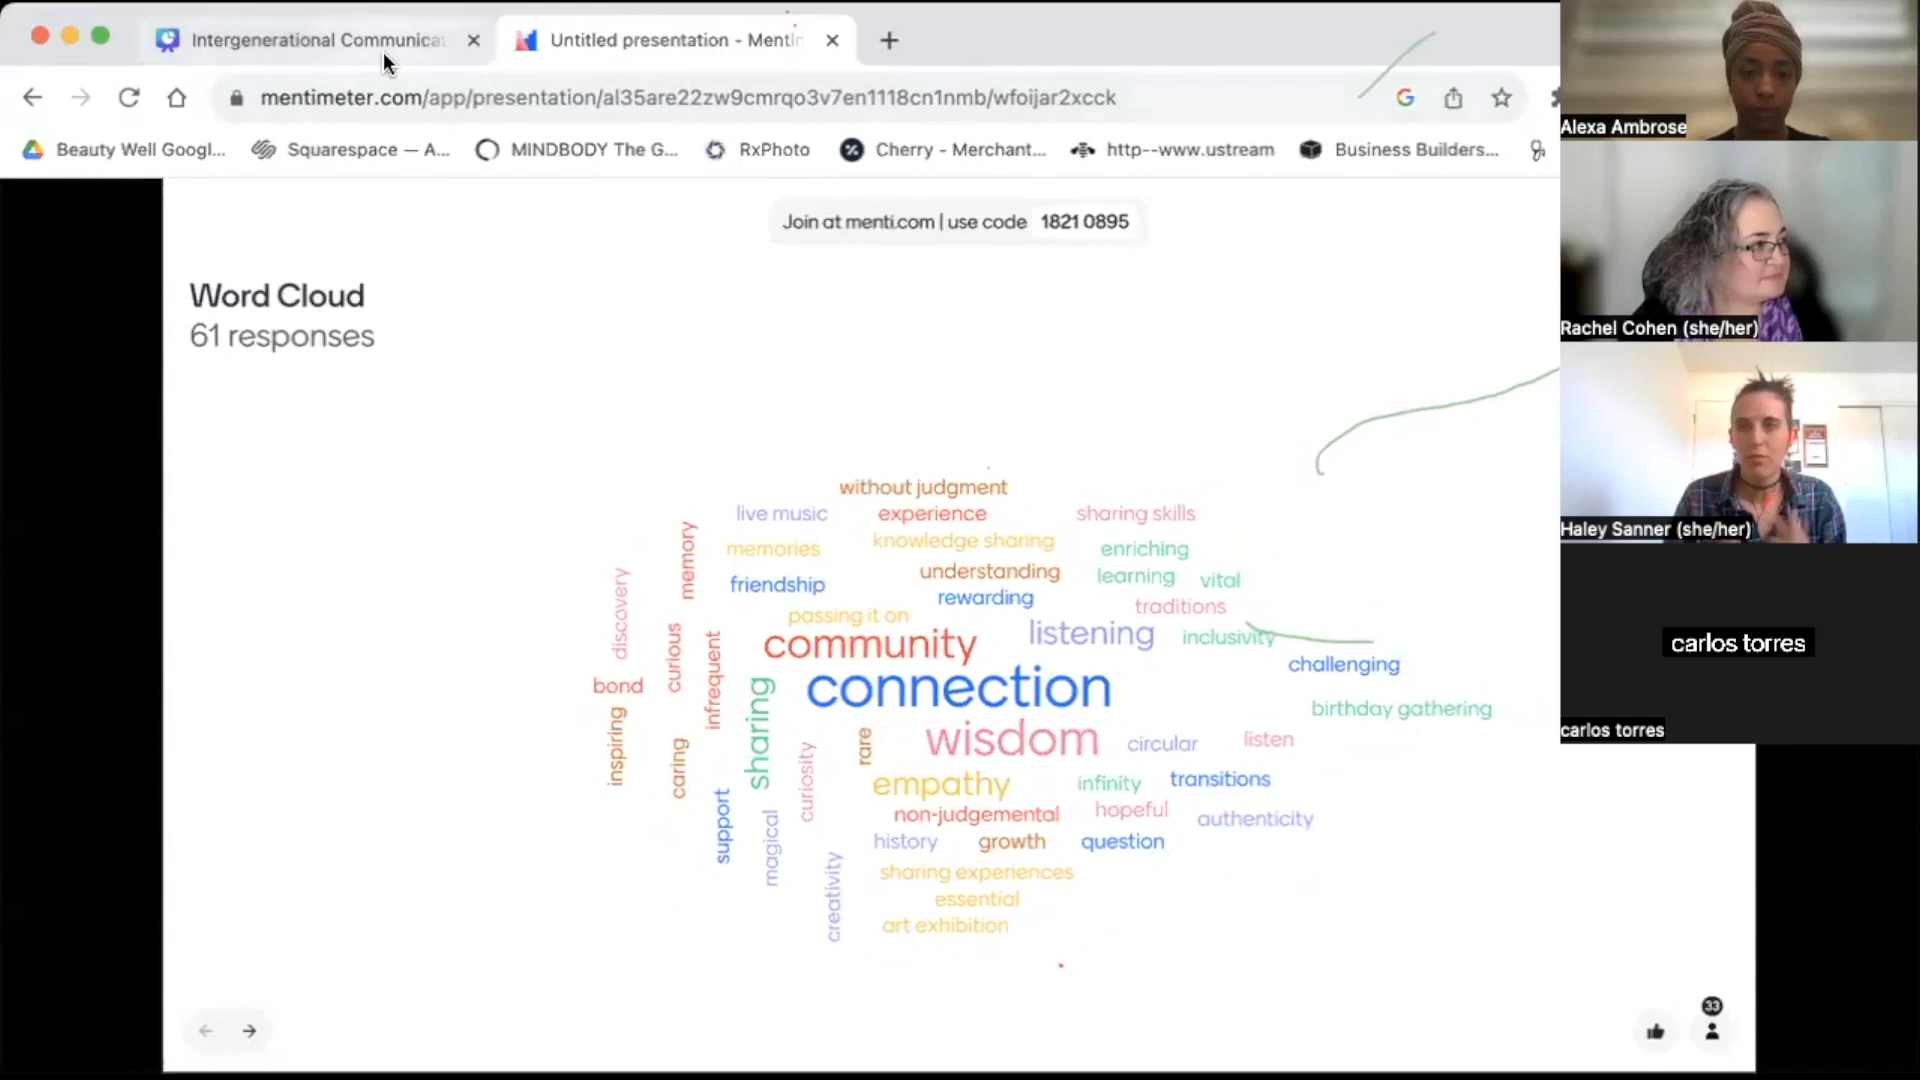 Intergenerational Communicat
Untitled presentation - Mentin
mentimeter.com/app/presentation/al35are22zw9cmrqo3v7en1118cn1nmb/wfoijar2xcck
Beauty Well Googl...
Squarespace — A...
MINDBODY The G...
RxPhoto
Cherry - Merchant...
http--www.ustream
Business Builders...
Join at menti.com | use code 1821 0895
Word Cloud
61 responses
without judgment
live music
experience
sharing skills
memory
memories
knowledge sharing
enriching
discovery
friendship
understanding
learning
vital
rewarding
traditions
passing it on
curious
infrequent
community
listening
inclusivity
challenging
bond
sharing
connection
birthday gathering
inspiring
caring
curiosity
rare
wisdom
circular
listen
empathy
infinity
transitions
support
magical
non-judgemental
hopeful
authenticity
history
growth
question
creativity
sharing experiences
essential
art exhibition
33
Alexa Ambrose
Rachel Cohen (she/her)
Haley Sanner (she/her)
carlos torres
carlos torres